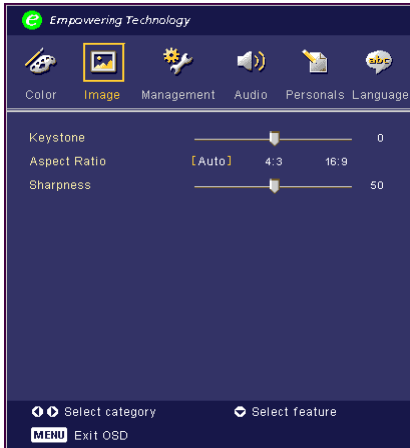 e Empowering Technology
abc
Color Image Management Audio Personals Language
Keystone 0
Aspect Ratio [Auto] 4:3 16:9
Sharpness 50
Select category Select feature
MENU Exit OSD